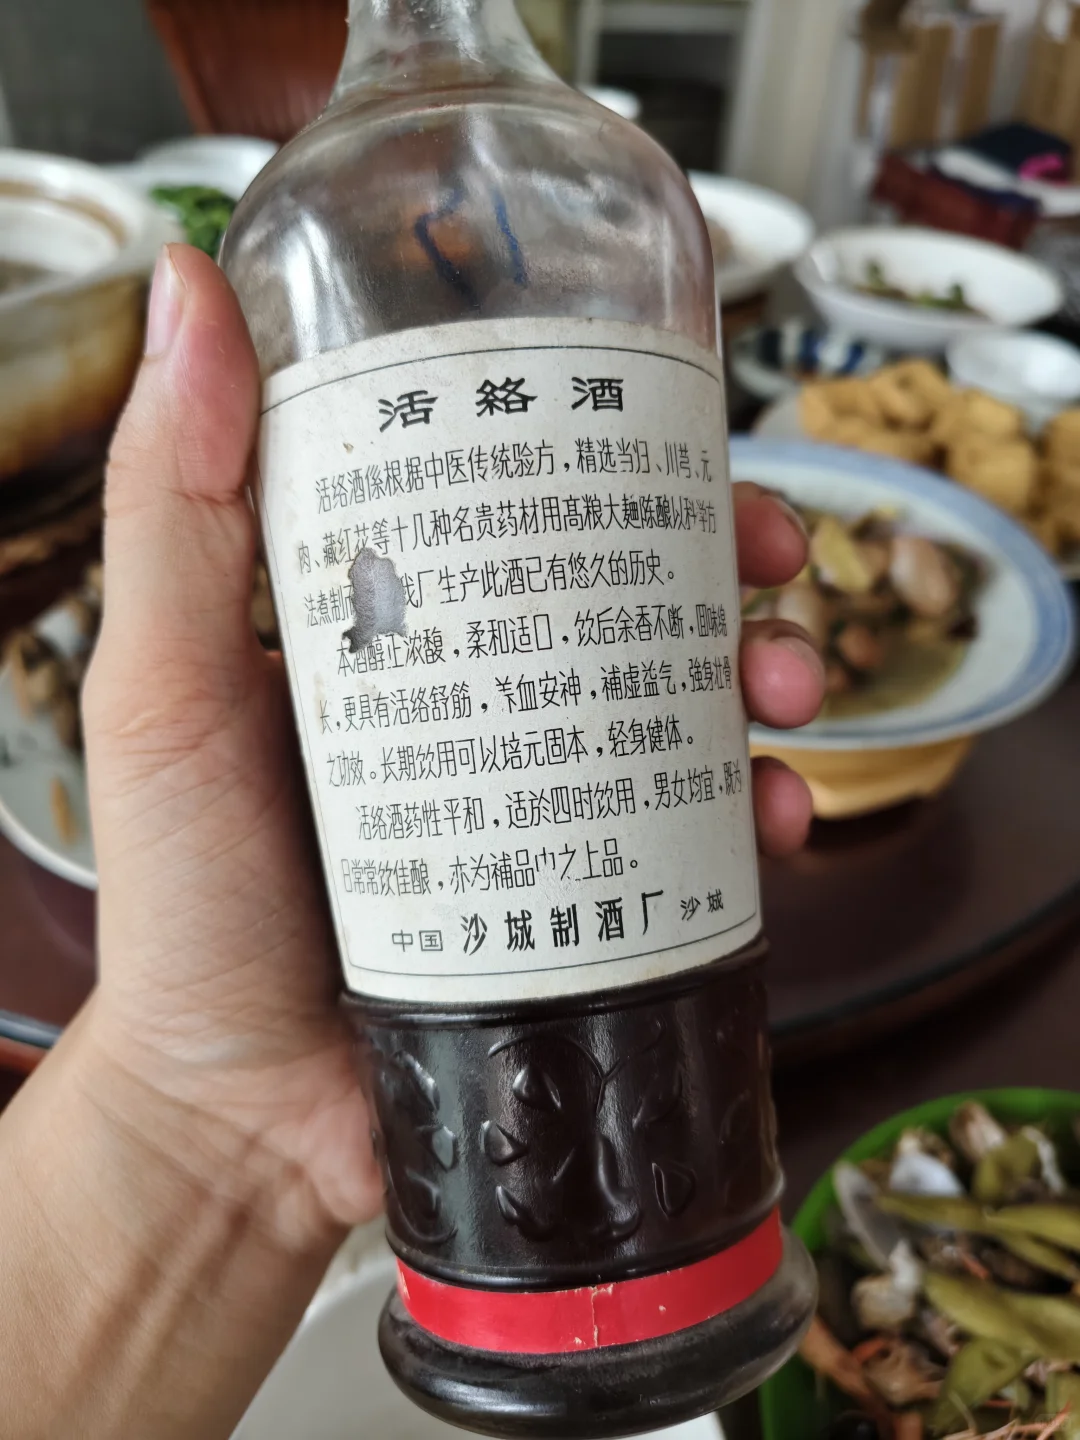 活絡酒
活络酒係根据中医传统验方，精选当归、川芎、元
肉、藏红花等十几种名贵药材用高粮大麯陈酿以科学方
法煮制 我厂生产此酒已有悠久的历史。
本酒醇正浓馥，柔和适口，饮后余香不断，回味绵
长，更具有活络舒筋，养血安神，補虚益气，強身壮骨
之功效。长期饮用可以培元固本，轻身健体。
活络酒药性平和，适於四时饮用，男女均宜，既为
日常常饮佳酿，亦为補品中之上品。
中国 沙城制酒厂 沙城